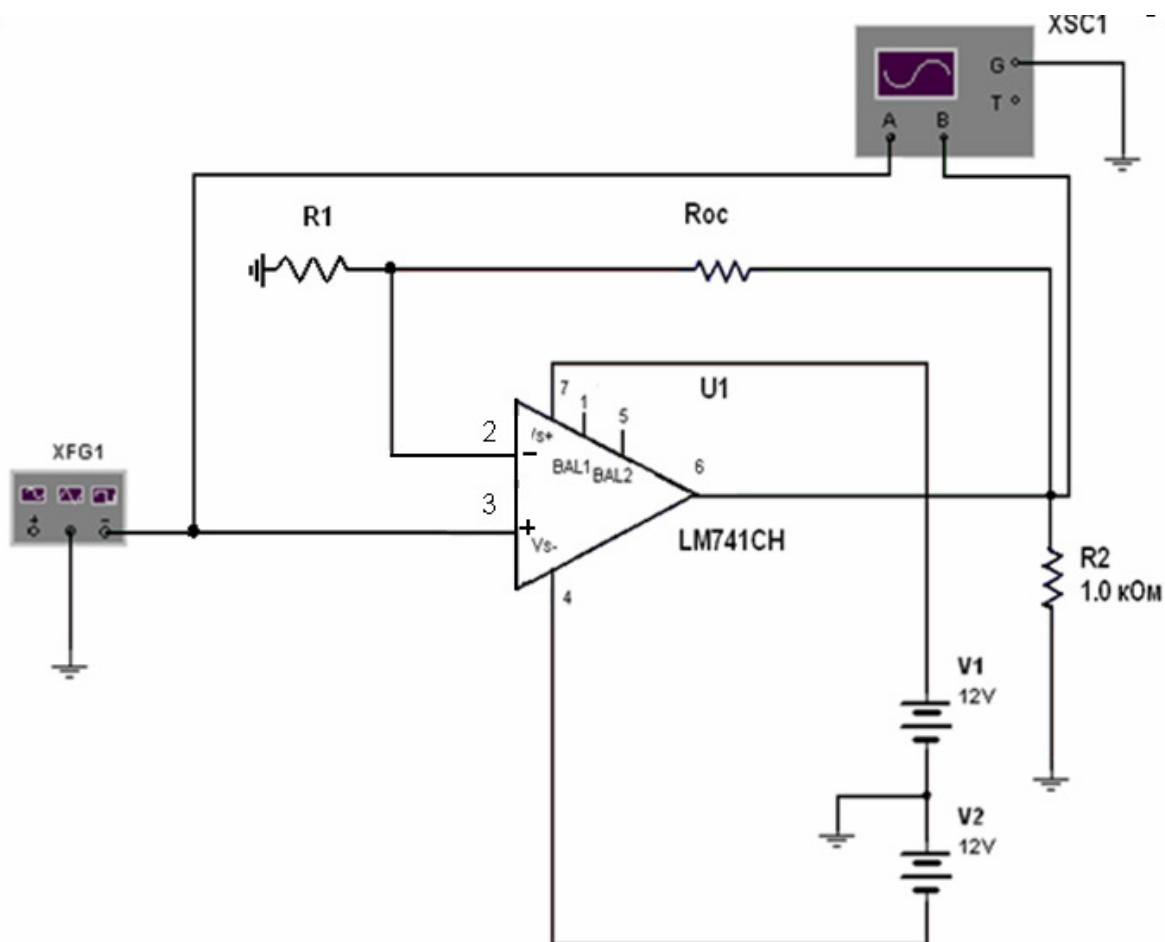 XSC1
G
T
A B
R1
Roc
7
U1
1
5
2
Vs+
-
BAL1
BAL2
6
XFG1
3
+ -
+
Vs-
LM741CH
4
R2
1.0 кОм
V1
12V
V2
12V